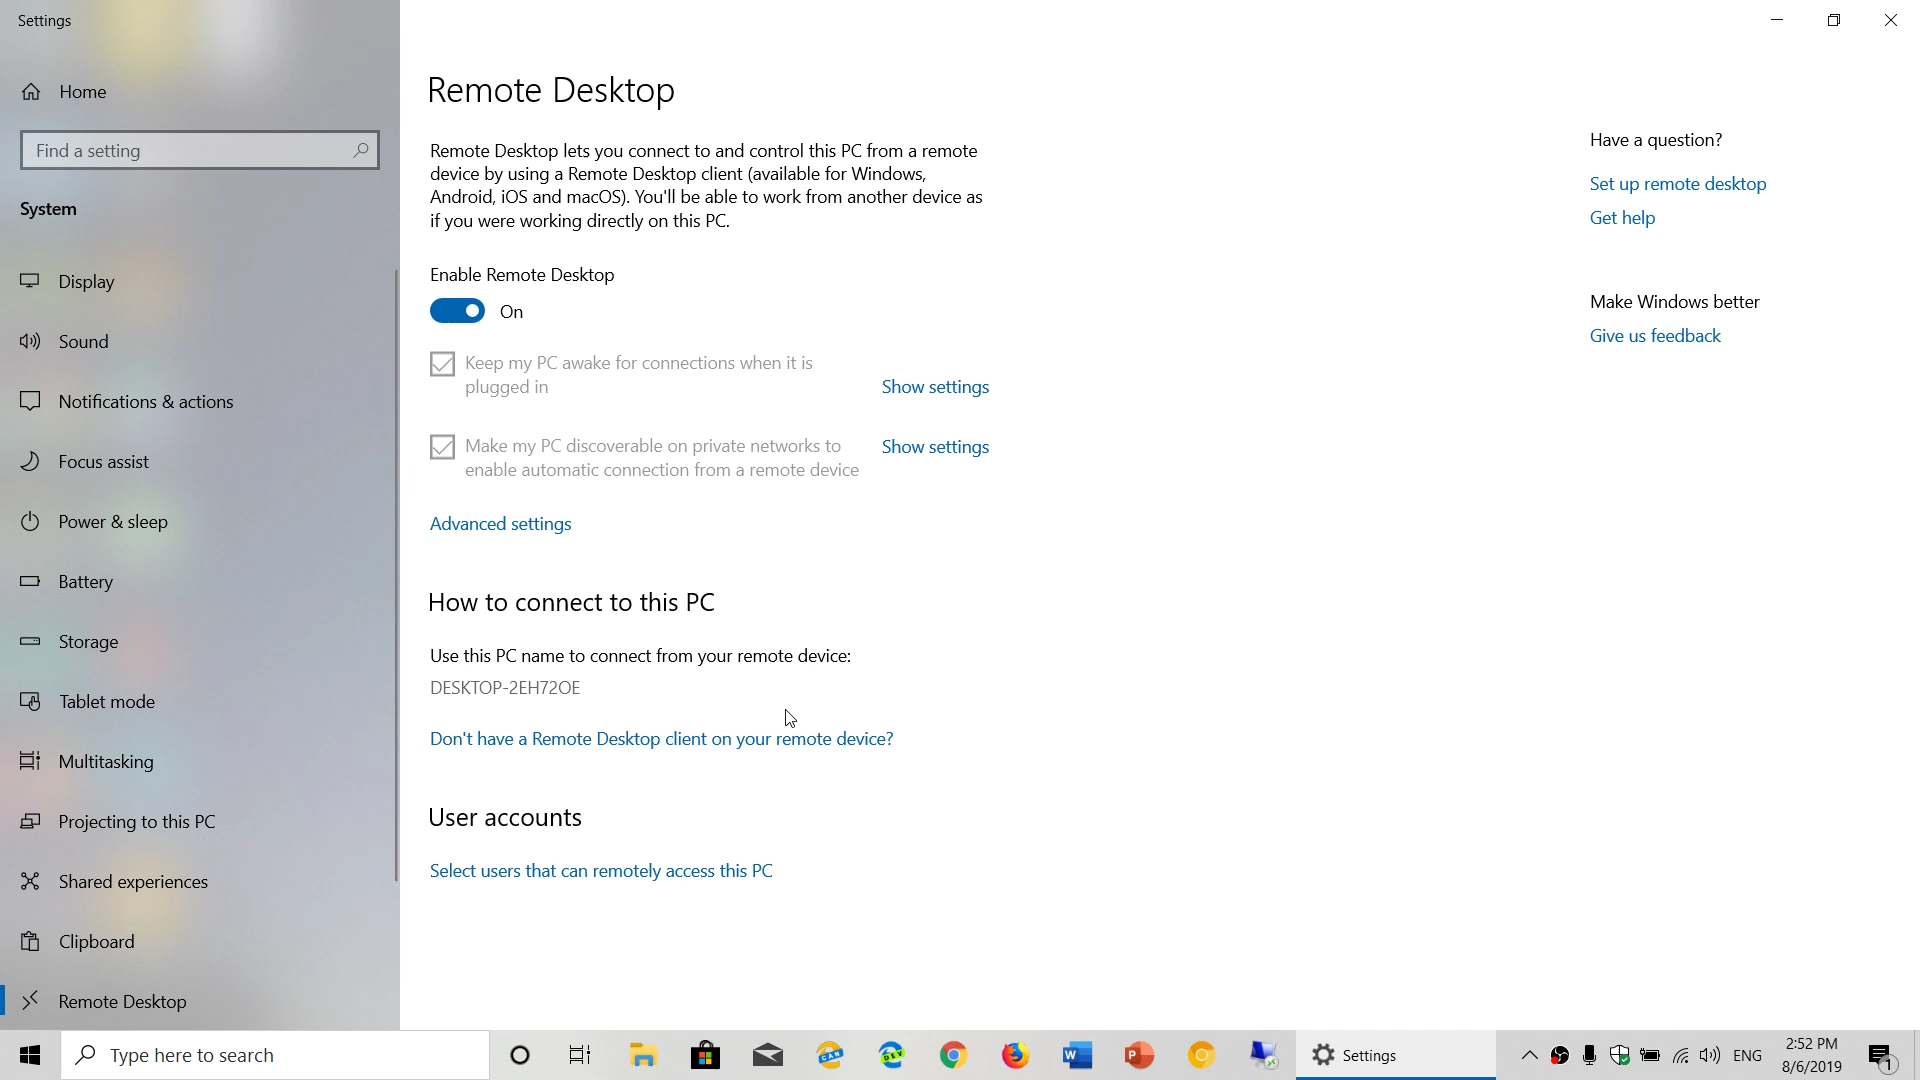 Settings
Home
Find a setting
System
Display
Sound
Notifications & actions
Focus assist
Power & sleep
Battery
Storage
Tablet mode
Multitasking
Projecting to this PC
Shared experiences
Clipboard
Remote Desktop
Remote Desktop
Remote Desktop lets you connect to and control this PC from a remote
device by using a Remote Desktop client (available for Windows,
Android, iOS and macOS). You'll be able to work from another device as
if you were working directly on this PC.
Enable Remote Desktop
On
Keep my PC awake for connections when it is
plugged in
Show settings
Make my PC discoverable on private networks to
enable automatic connection from a remote device
Show settings
Advanced settings
How to connect to this PC
Use this PC name to connect from your remote device:
DESKTOP-2EH72OE
Don't have a Remote Desktop client on your remote device?
User accounts
Select users that can remotely access this PC
Have a question?
Set up remote desktop
Get help
Make Windows better
Give us feedback
Type here to search
CAN
DEV
W
P
Settings
ENG
2:52 PM
8/6/2019
1